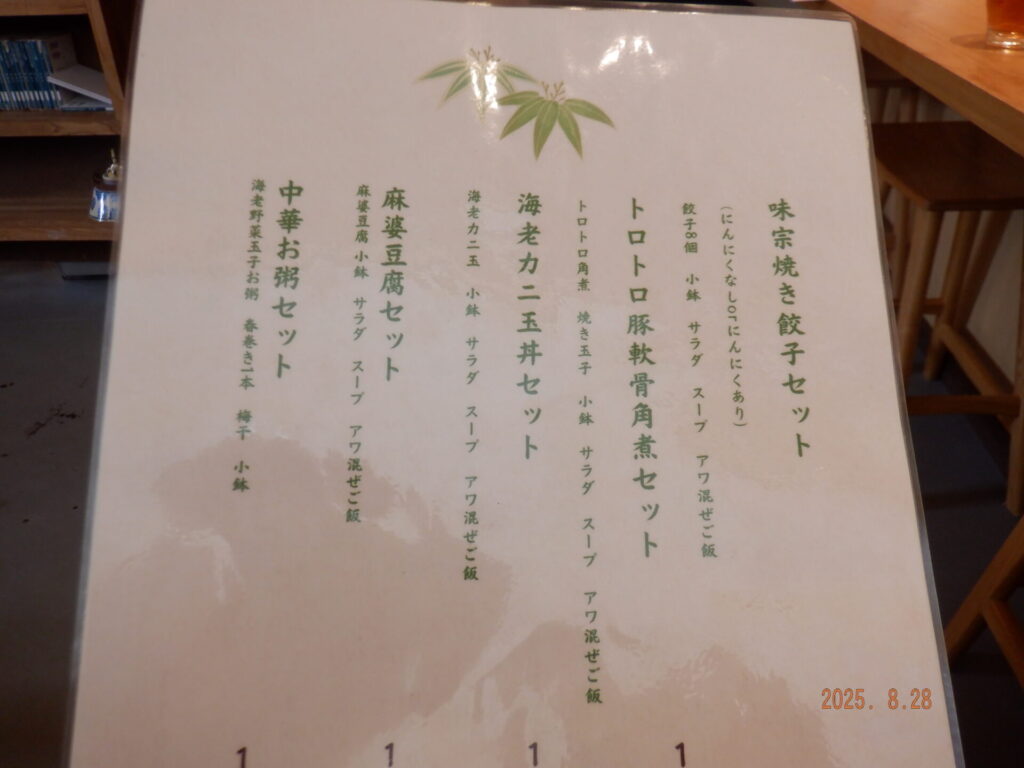 味宗焼き餃子セット
(にんにくなしorにんにくあり)
餃子8個 小鉢 サラダ スープ アワ混ぜご飯
トロトロ豚軟骨角煮セット
トロトロ角煮 焼き玉子 小鉢 サラダ スープ アワ混ぜご飯
海老カニ玉丼セット
海老カニ玉 小鉢 サラダ スープ アワ混ぜご飯
麻婆豆腐セット
麻婆豆腐 小鉢 サラダ スープ アワ混ぜご飯
中華お粥セット
海老野菜玉子お粥 春巻き一本 梅干 小鉢
1
1
1
1
2025. 8.28